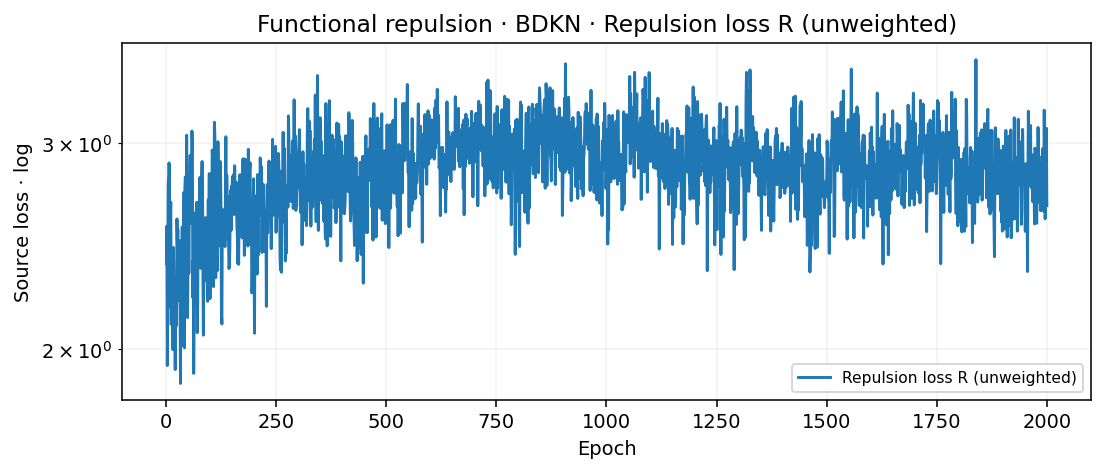 Functional repulsion · BDKN · Repulsion loss R (unweighted)
Source loss · log
3 × 10⁰
2 × 10⁰
Repulsion loss R (unweighted)
0 250 500 750 1000 1250 1500 1750 2000
Epoch